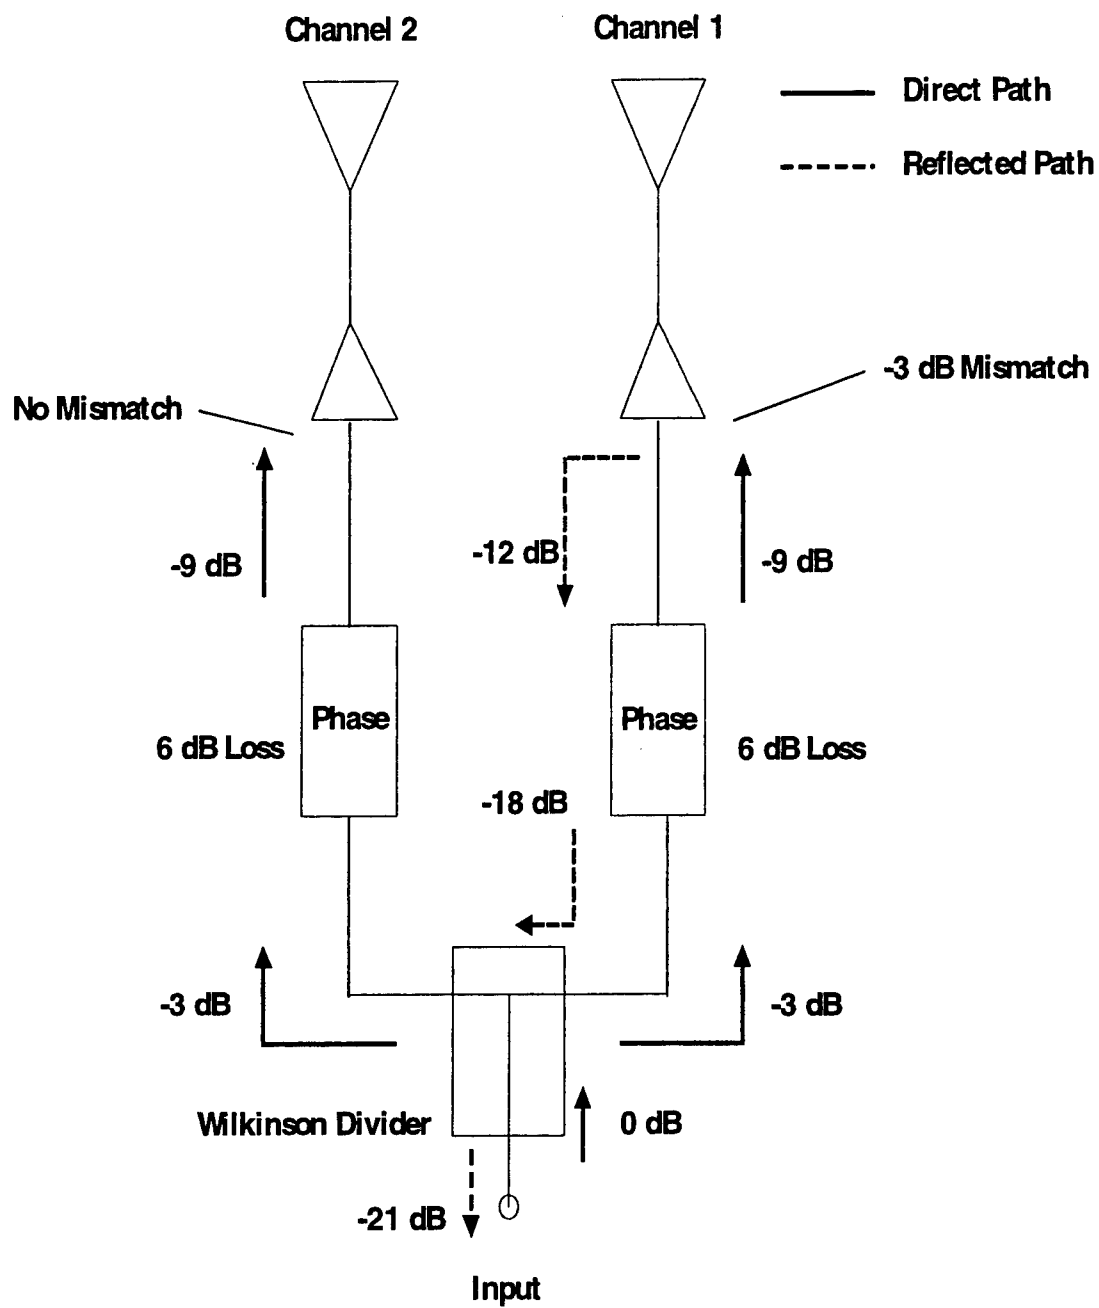 Channel 2
Channel 1
Direct Path
Reflected Path
-3 dB Mismatch
No Mismatch
-9 dB
-12 dB
-9 dB
Phase
Phase
6 dB Loss
6 dB Loss
-18 dB
-3 dB
-3 dB
Wilkinson Divider
0 dB
-21 dB
Input